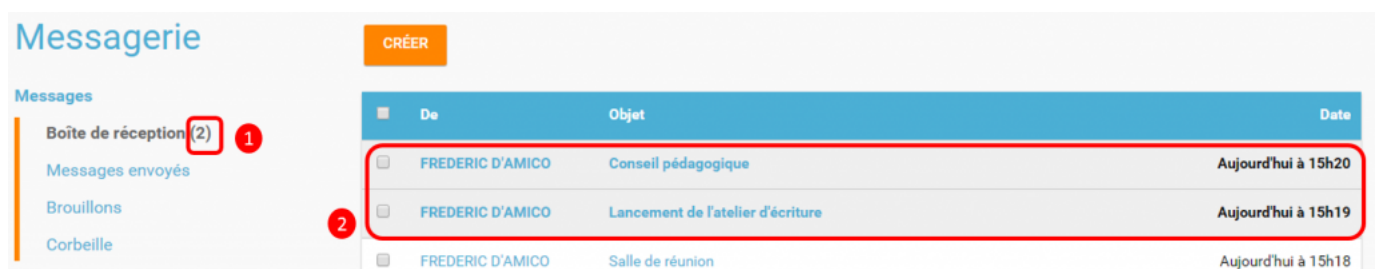 Messagerie
CRÉER
Messages
Boîte de réception (2)
1
Messages envoyés
Brouillons
Corbeille
De Objet Date
FREDERIC D'AMICO Conseil pédagogique Aujourd'hui à 15h20
2
FREDERIC D'AMICO Lancement de l'atelier d'écriture Aujourd'hui à 15h19
FREDERIC D'AMICO Salle de réunion Aujourd'hui à 15h18